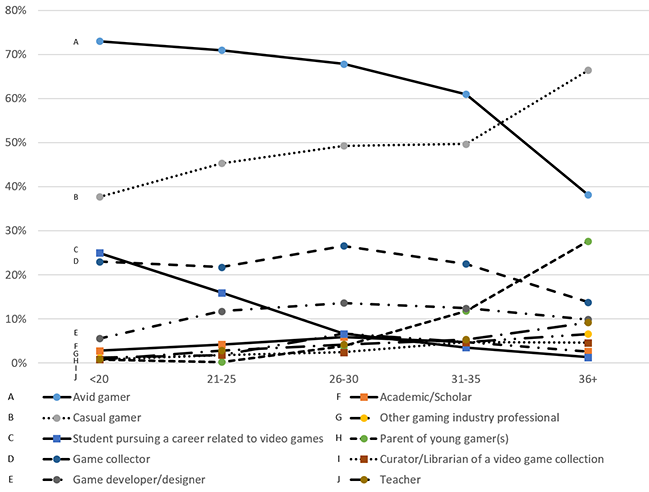 80%
A
70%
60%
50%
B
40%
30%
C
D
20%
10%
E
F
G
H
0%
I
J
<20
21-25
26-30
31-35
36+
A Avid gamer
F Academic/Scholar
B Casual gamer
G Other gaming industry professional
C Student pursuing a career related to video games
H Parent of young gamer(s)
D Game collector
I Curator/Librarian of a video game collection
E Game developer/designer
J Teacher